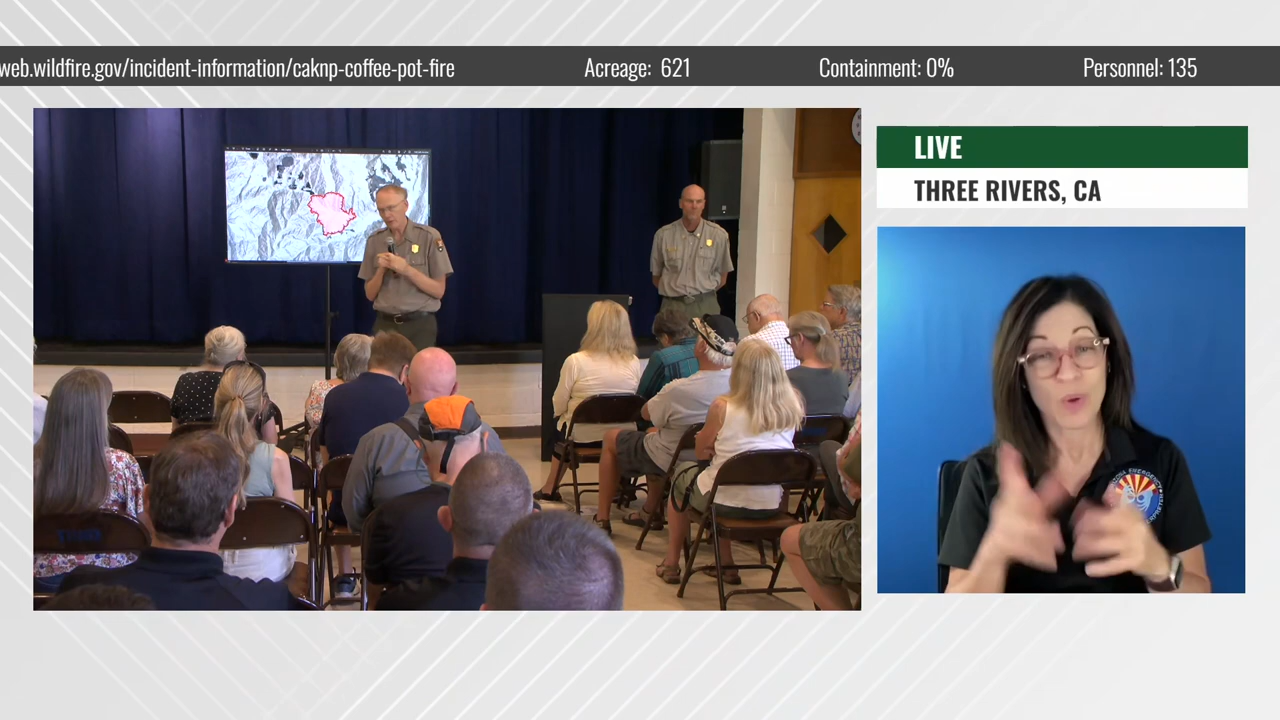 web.wildfire.gov/incident-information/caknp-coffee-pot-fire Acreage: 621 Containment: 0% Personnel: 135
LIVE
THREE RIVERS, CA